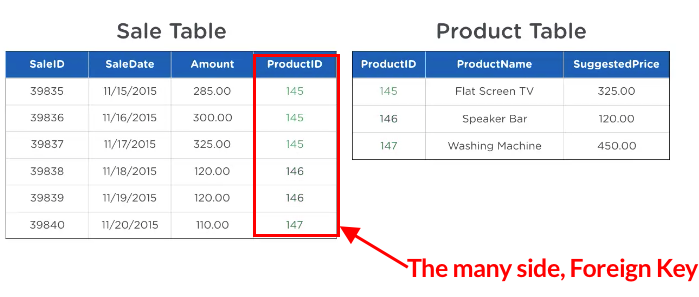 Sale Table
SaleID SaleDate Amount ProductID
39835 11/15/2015 285.00 145
39836 11/16/2015 300.00 145
39837 11/17/2015 325.00 145
39838 11/18/2015 120.00 146
39839 11/19/2015 120.00 146
39840 11/20/2015 110.00 147
Product Table
ProductID ProductName SuggestedPrice
145 Flat Screen TV 325.00
146 Speaker Bar 120.00
147 Washing Machine 450.00
The many side, Foreign Key